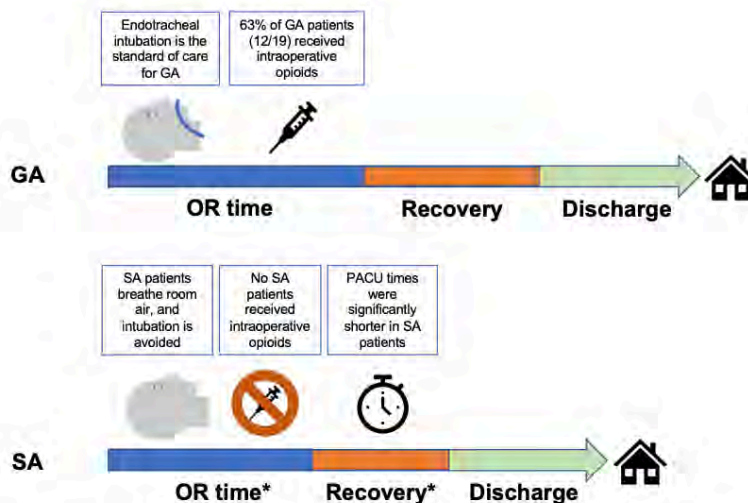 Endotracheal
intubation is the
standard of care
for GA
63% of GA patients
(12/19) received
intraoperative
opioids
GA
OR time
Recovery
Discharge
SA patients
breathe room
air, and
intubation is
avoided
No SA
patients
received
intraoperative
opioids
PACU times
were
significantly
shorter in SA
patients
SA
OR time*
Recovery*
Discharge